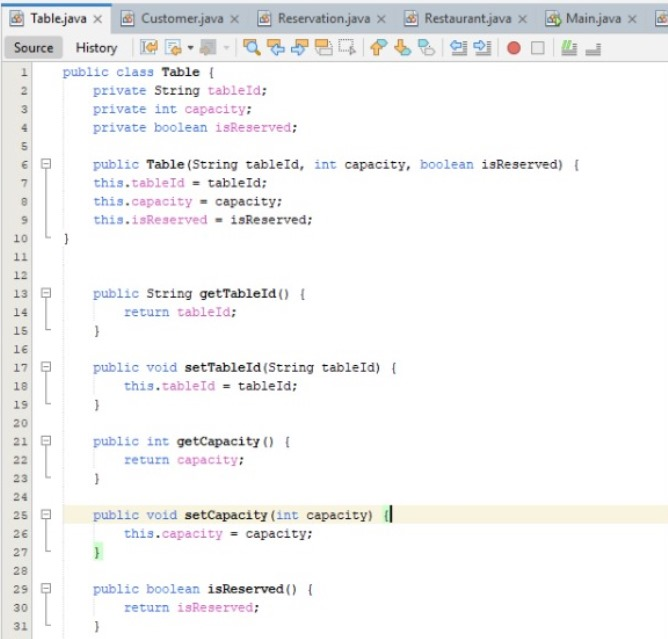 Table.java × Customer.java × Reservation.java × Restaurant.java × Main.java ×
Source History
1 public class Table {
2 private String tableId;
3 private int capacity;
4 private boolean isReserved;
5
6 public Table(String tableId, int capacity, boolean isReserved) {
7 this.tableId = tableId;
8 this.capacity = capacity;
9 this.isReserved = isReserved;
10 }
11
12
13 public String getTableId() {
14 return tableId;
15 }
16
17 public void setTableId(String tableId) {
18 this.tableId = tableId;
19 }
20
21 public int getCapacity() {
22 return capacity;
23 }
24
25 public void setCapacity(int capacity) {
26 this.capacity = capacity;
27 }
28
29 public boolean isReserved() {
30 return isReserved;
31 }